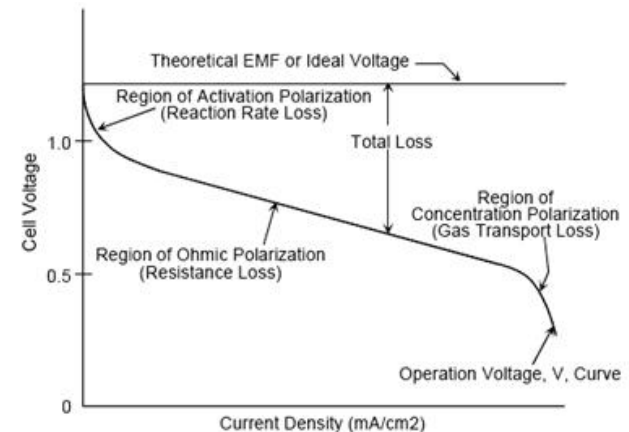 Theoretical EMF or Ideal Voltage
Region of Activation Polarization
(Reaction Rate Loss)
Total Loss
1.0
Cell Voltage
Region of
Concentration Polarization
(Gas Transport Loss)
Region of Ohmic Polarization
(Resistance Loss)
0.5
Operation Voltage, V, Curve
0
Current Density (mA/cm2)